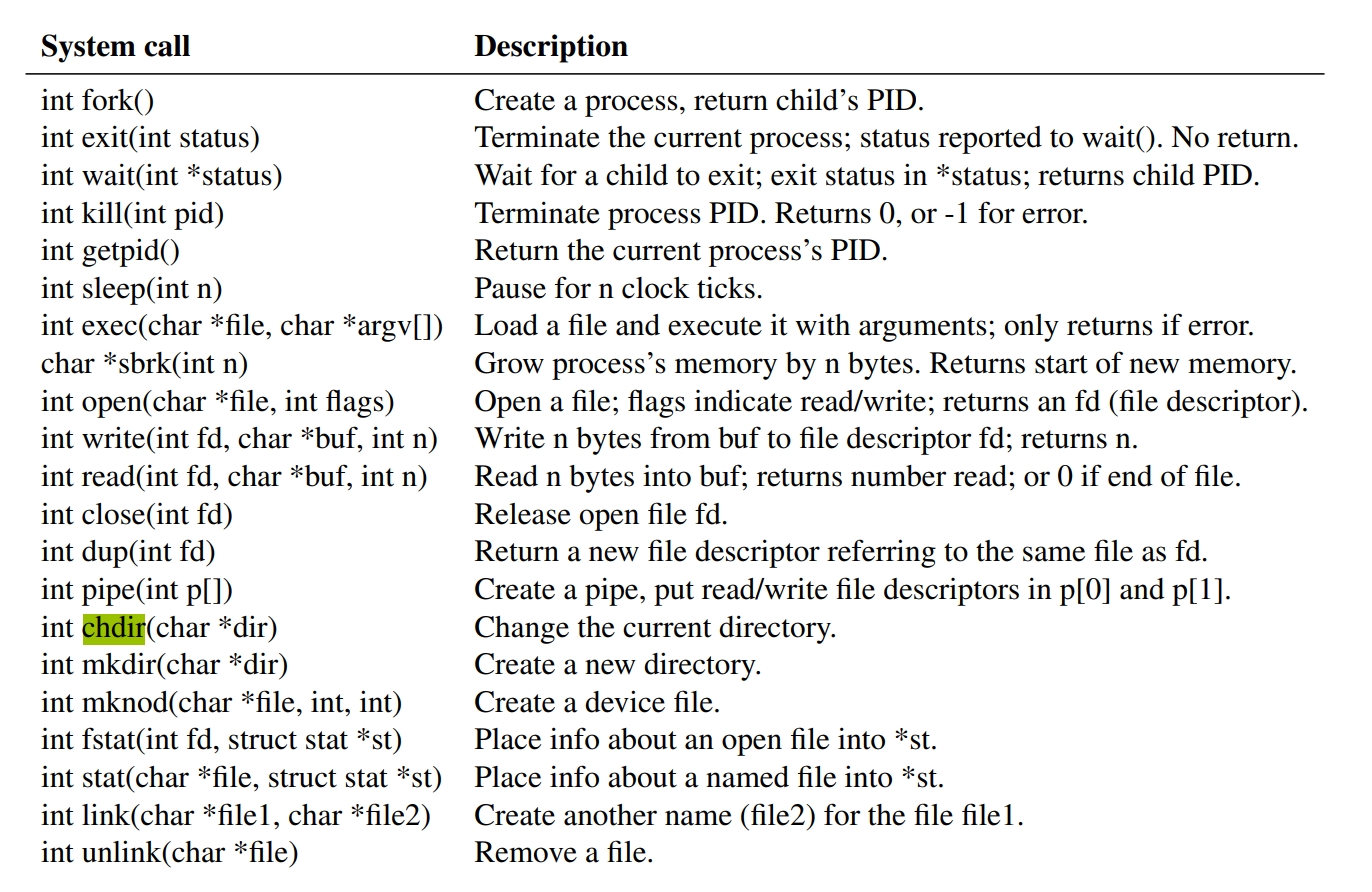 System call Description
int fork() Create a process, return child’s PID.
int exit(int status) Terminate the current process; status reported to wait(). No return.
int wait(int *status) Wait for a child to exit; exit status in *status; returns child PID.
int kill(int pid) Terminate process PID. Returns 0, or -1 for error.
int getpid() Return the current process’s PID.
int sleep(int n) Pause for n clock ticks.
int exec(char *file, char *argv[]) Load a file and execute it with arguments; only returns if error.
char *sbrk(int n) Grow process’s memory by n bytes. Returns start of new memory.
int open(char *file, int flags) Open a file; flags indicate read/write; returns an fd (file descriptor).
int write(int fd, char *buf, int n) Write n bytes from buf to file descriptor fd; returns n.
int read(int fd, char *buf, int n) Read n bytes into buf; returns number read; or 0 if end of file.
int close(int fd) Release open file fd.
int dup(int fd) Return a new file descriptor referring to the same file as fd.
int pipe(int p[]) Create a pipe, put read/write file descriptors in p[0] and p[1].
int chdir(char *dir) Change the current directory.
int mkdir(char *dir) Create a new directory.
int mknod(char *file, int, int) Create a device file.
int fstat(int fd, struct stat *st) Place info about an open file into *st.
int stat(char *file, struct stat *st) Place info about a named file into *st.
int link(char *file1, char *file2) Create another name (file2) for the file file1.
int unlink(char *file) Remove a file.